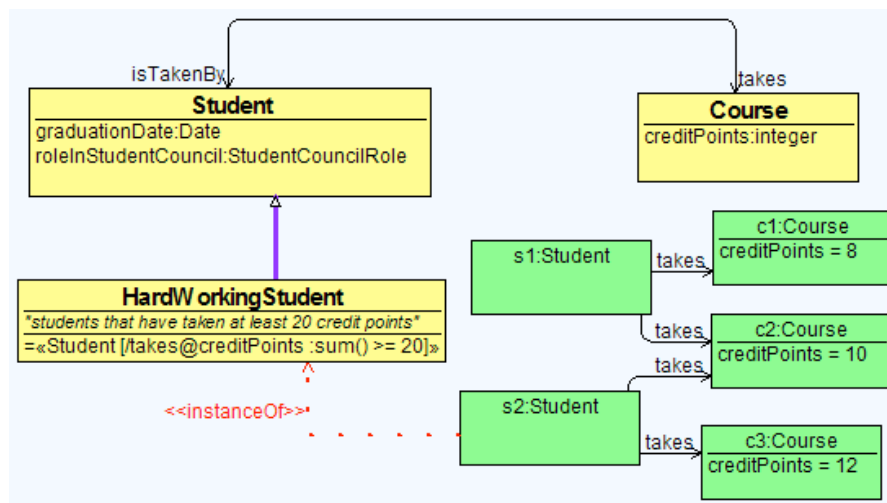 isTakenBy
takes
Student
graduationDate:Date
roleInStudentCouncil:StudentCouncilRole
Course
creditPoints:integer
HardWorkingStudent
"students that have taken at least 20 credit points"
=«Student [/takes@creditPoints :sum() >= 20]»
s1:Student
takes
c1:Course
creditPoints = 8
takes
c2:Course
creditPoints = 10
<<instanceOf>>
s2:Student
takes
takes
c3:Course
creditPoints = 12